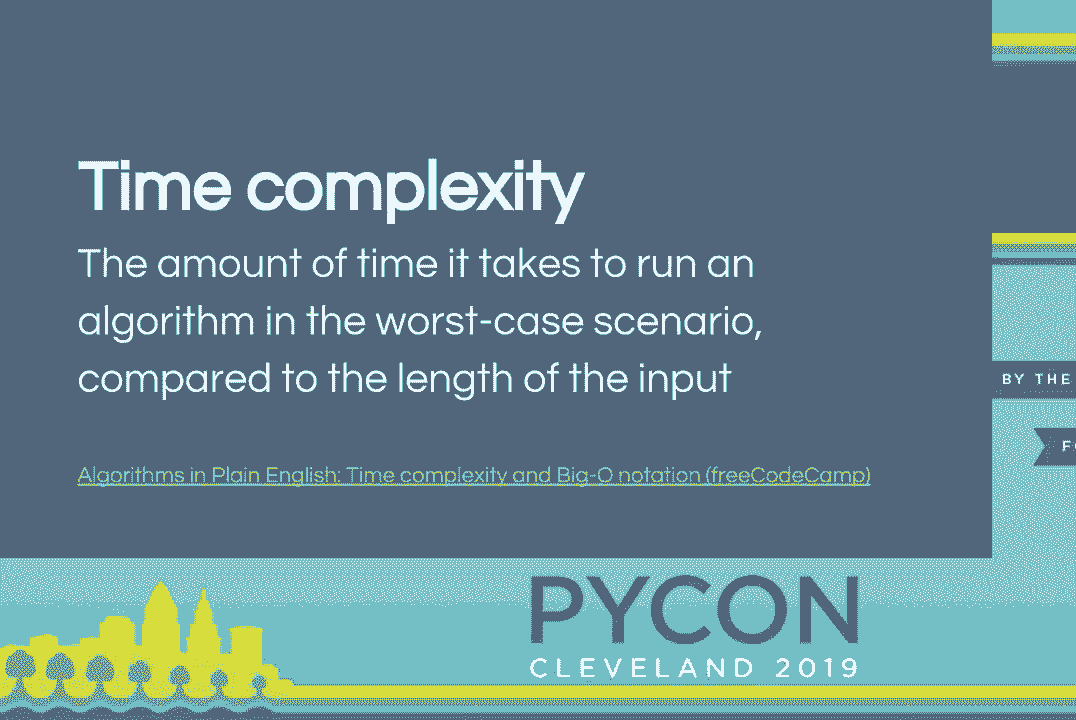 Time complexity
The amount of time it takes to run an
algorithm in the worst-case scenario,
compared to the length of the input
Algorithms in Plain English: Time complexity and Big-O notation (freeCodeCamp)
BY THE
PYCON
CLEVELAND 2019